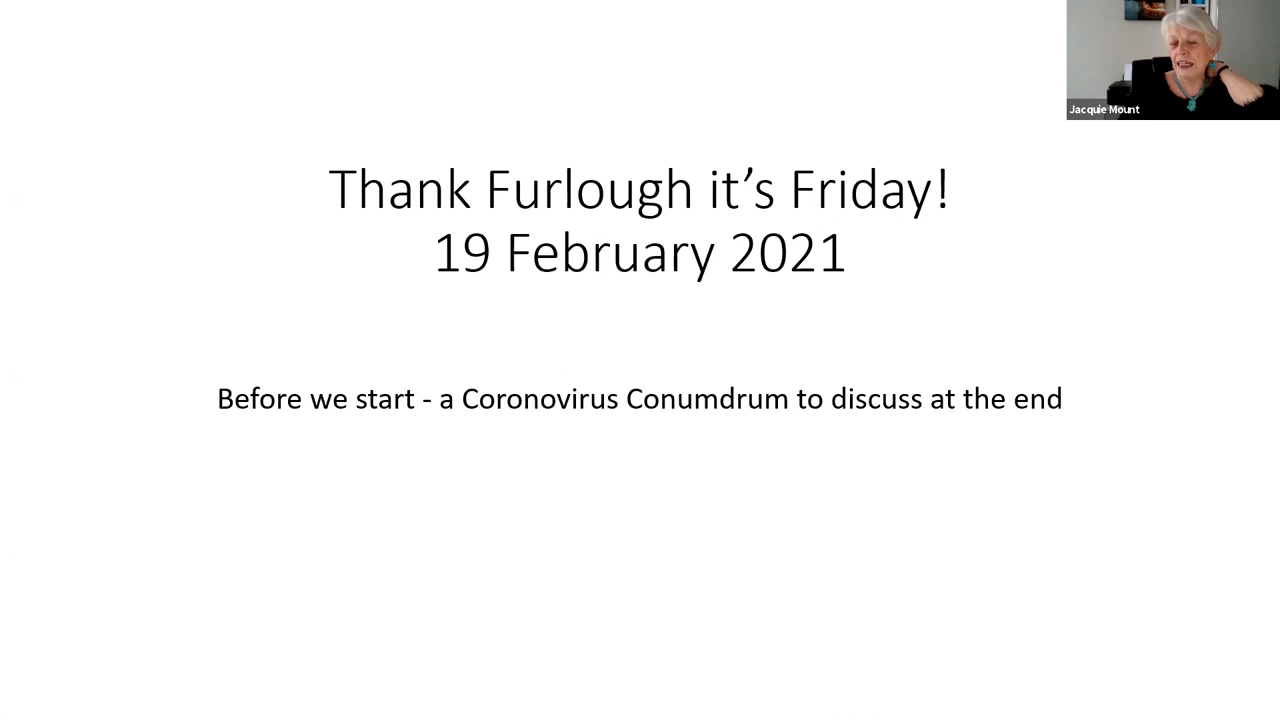 Jacquie Mount
Thank Furlough it's Friday!
19 February 2021
Before we start - a Coronovirus Conumdrum to discuss at the end